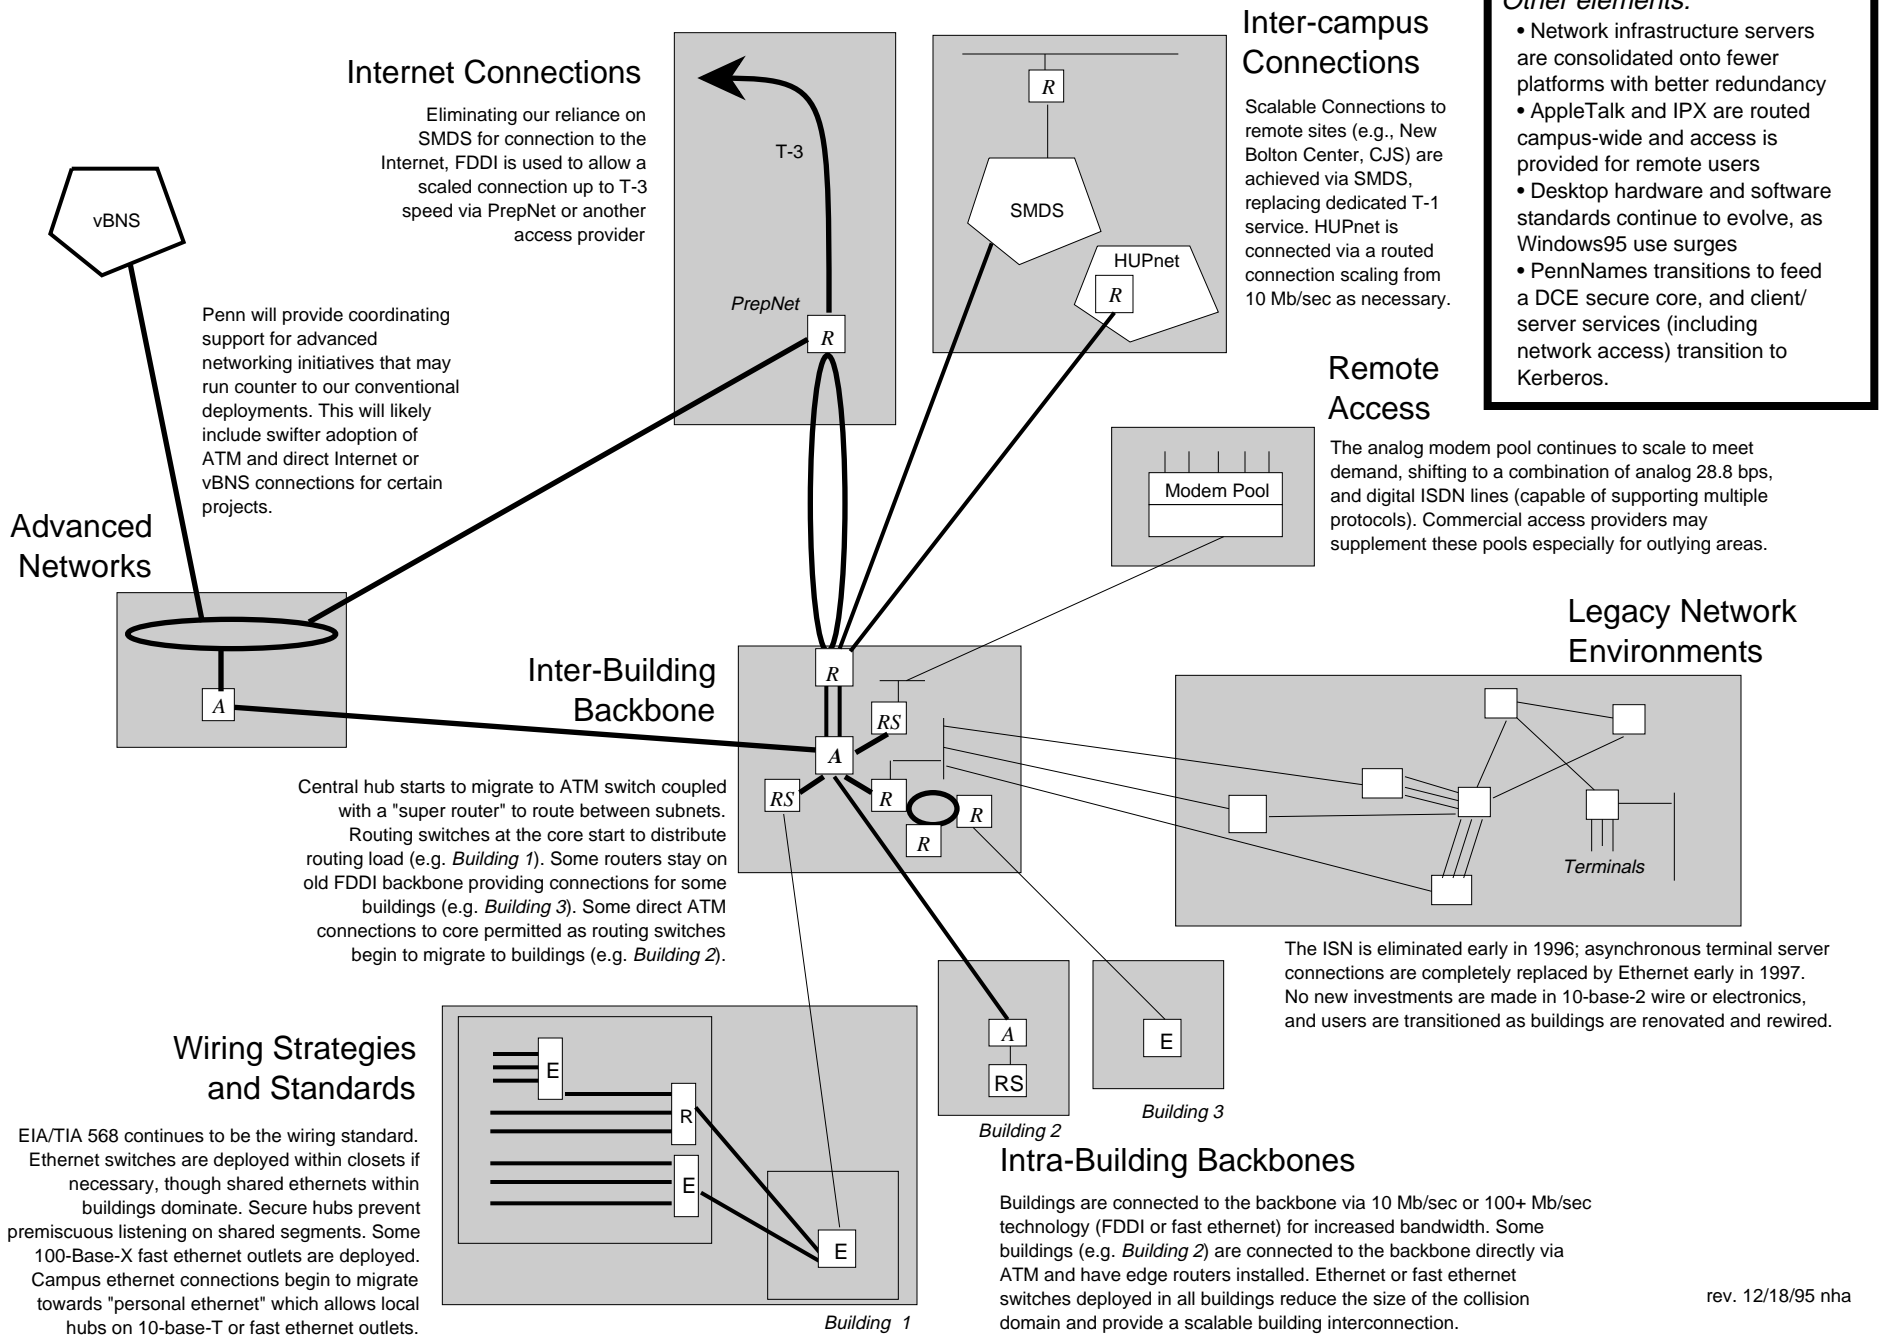 Internet Connections
Eliminating our reliance on
SMDS for connection to the
Internet, FDDI is used to allow a
scaled connection up to T-3
speed via PrepNet or another
access provider
T-3
PrepNet
R
Inter-campus
Connections
Scalable Connections to
remote sites (e.g., New
Bolton Center, CJS) are
achieved via SMDS,
replacing dedicated T-1
service. HUPnet is
connected via a routed
connection scaling from
10 Mb/sec as necessary.
R
SMDS
HUPnet
R
Other elements:
• Network infrastructure servers
are consolidated onto fewer
platforms with better redundancy
• AppleTalk and IPX are routed
campus-wide and access is
provided for remote users
• Desktop hardware and software
standards continue to evolve, as
Windows95 use surges
• PennNames transitions to feed
a DCE secure core, and client/
server services (including
network access) transition to
Kerberos.
vBNS
Penn will provide coordinating
support for advanced
networking initiatives that may
run counter to our conventional
deployments. This will likely
include swifter adoption of
ATM and direct Internet or
vBNS connections for certain
projects.
Advanced
Networks
A
Remote
Access
The analog modem pool continues to scale to meet
demand, shifting to a combination of analog 28.8 bps,
and digital ISDN lines (capable of supporting multiple
protocols). Commercial access providers may
supplement these pools especially for outlying areas.
Modem Pool
Inter-Building
Backbone
R
RS
A
RS
R
R
R
Central hub starts to migrate to ATM switch coupled
with a "super router" to route between subnets.
Routing switches at the core start to distribute
routing load (e.g. Building 1). Some routers stay on
old FDDI backbone providing connections for some
buildings (e.g. Building 3). Some direct ATM
connections to core permitted as routing switches
begin to migrate to buildings (e.g. Building 2).
Legacy Network
Environments
Terminals
The ISN is eliminated early in 1996; asynchronous terminal server
connections are completely replaced by Ethernet early in 1997.
No new investments are made in 10-base-2 wire or electronics,
and users are transitioned as buildings are renovated and rewired.
Wiring Strategies
and Standards
EIA/TIA 568 continues to be the wiring standard.
Ethernet switches are deployed within closets if
necessary, though shared ethernets within
buildings dominate. Secure hubs prevent
premiscuous listening on shared segments. Some
100-Base-X fast ethernet outlets are deployed.
Campus ethernet connections begin to migrate
towards "personal ethernet" which allows local
hubs on 10-base-T or fast ethernet outlets.
E
R
E
E
Building 1
A
RS
Building 2
E
Building 3
Intra-Building Backbones
Buildings are connected to the backbone via 10 Mb/sec or 100+ Mb/sec
technology (FDDI or fast ethernet) for increased bandwidth. Some
buildings (e.g. Building 2) are connected to the backbone directly via
ATM and have edge routers installed. Ethernet or fast ethernet
switches deployed in all buildings reduce the size of the collision
domain and provide a scalable building interconnection.
rev. 12/18/95 nha